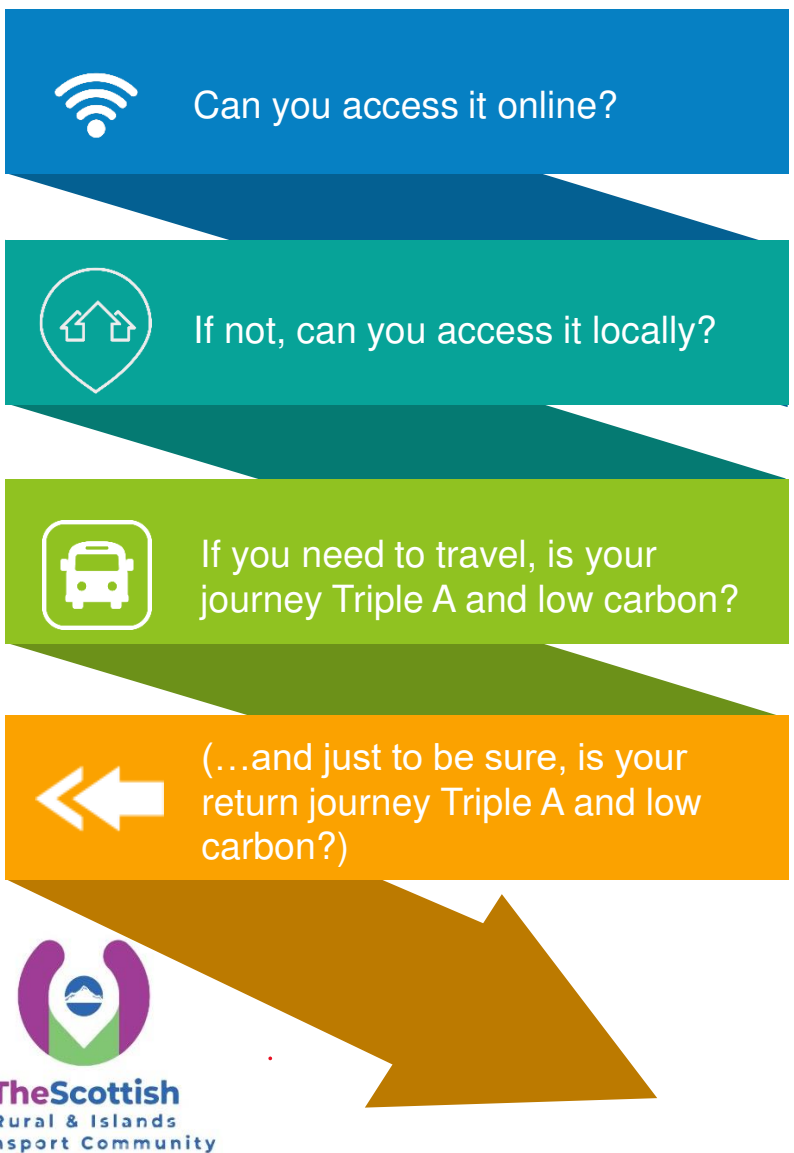 Can you access it online?
If not, can you access it locally?
If you need to travel, is your
journey Triple A and low carbon?
(…and just to be sure, is your
return journey Triple A and low
carbon?)
TheScottish
Rural & Islands
nsport Community